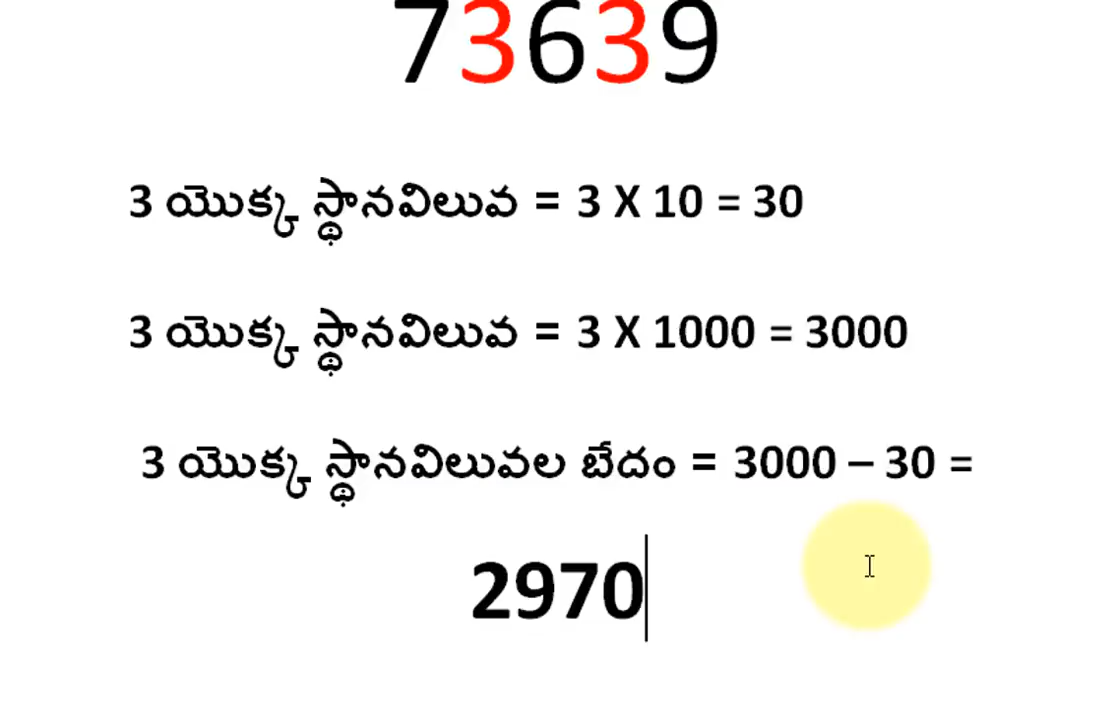 73639
3 యొక్క స్థానవిలువ = 3 X 10 = 30
3 యొక్క స్థానవిలువ = 3 X 1000 = 3000
3 యొక్క స్థానవిలువల బేదం = 3000 – 30 =
2970